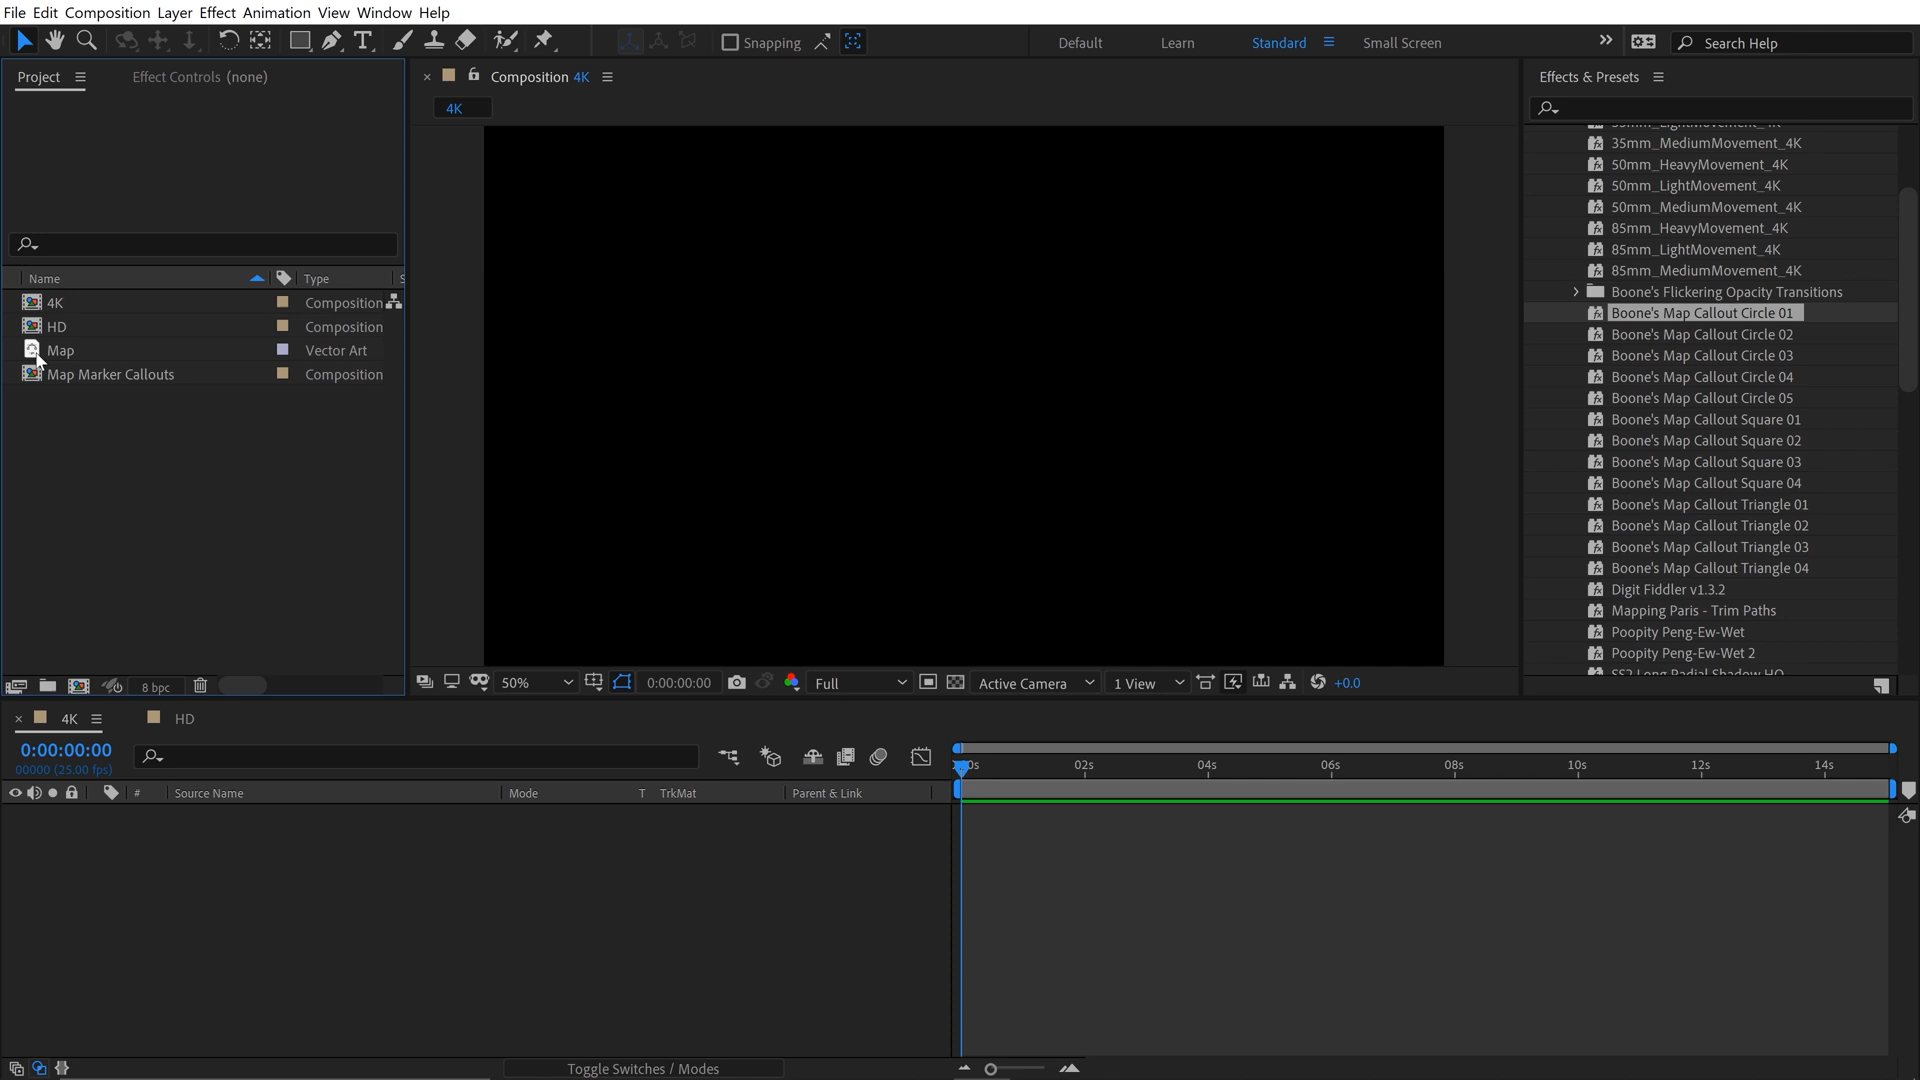 File Edit Composition Layer Effect Animation View Window Help
Snapping
Default Learn Standard Small Screen
Search Help
Project
Effect Controls (none)
Composition 4K
Effects & Presets
4K
35mm_MediumMovement_4K
50mm_HeavyMovement_4K
50mm_LightMovement_4K
50mm_MediumMovement_4K
85mm_HeavyMovement_4K
85mm_LightMovement_4K
85mm_MediumMovement_4K
Boone's Flickering Opacity Transitions
Boone's Map Callout Circle 01
Boone's Map Callout Circle 02
Boone's Map Callout Circle 03
Boone's Map Callout Circle 04
Boone's Map Callout Circle 05
Boone's Map Callout Square 01
Boone's Map Callout Square 02
Boone's Map Callout Square 03
Boone's Map Callout Square 04
Boone's Map Callout Triangle 01
Boone's Map Callout Triangle 02
Boone's Map Callout Triangle 03
Boone's Map Callout Triangle 04
Digit Fiddler v1.3.2
Mapping Paris - Trim Paths
Poopity Peng-Ew-Wet
Poopity Peng-Ew-Wet 2
SS2 Long Radial Shadow HQ
Name Type S
4K Composition
HD Composition
Map Vector Art
Map Marker Callouts Composition
8 bpc
50% 0:00:00:00 Full Active Camera 1 View +0.0
4K HD
0:00:00:00
00000 (25.00 fps)
# Source Name Mode T TrkMat Parent & Link
02s 04s 06s 08s 10s 12s 14s
Toggle Switches / Modes